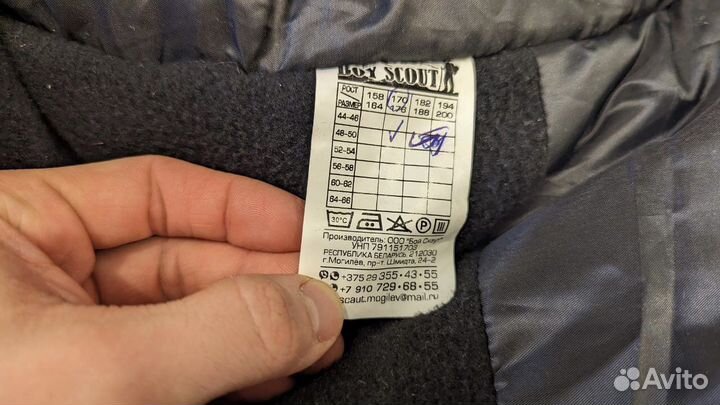 BOY SCOUT
РОСТ 158 170 182 194
РАЗМЕР 164 176 188 200
44-46
48-50
52-54
56-58
60-62
64-66
30°C P
Производитель: ООО "Бой Скаут"
УНП 791151703
РЕСПУБЛИКА БЕЛАРУСЬ 212030
г.Могилёв, пр-т. Шмидта, 24-2
+375 29 355-43-55
+7 910 729-68-55
scaut.mogilev@mail.ru
Avito